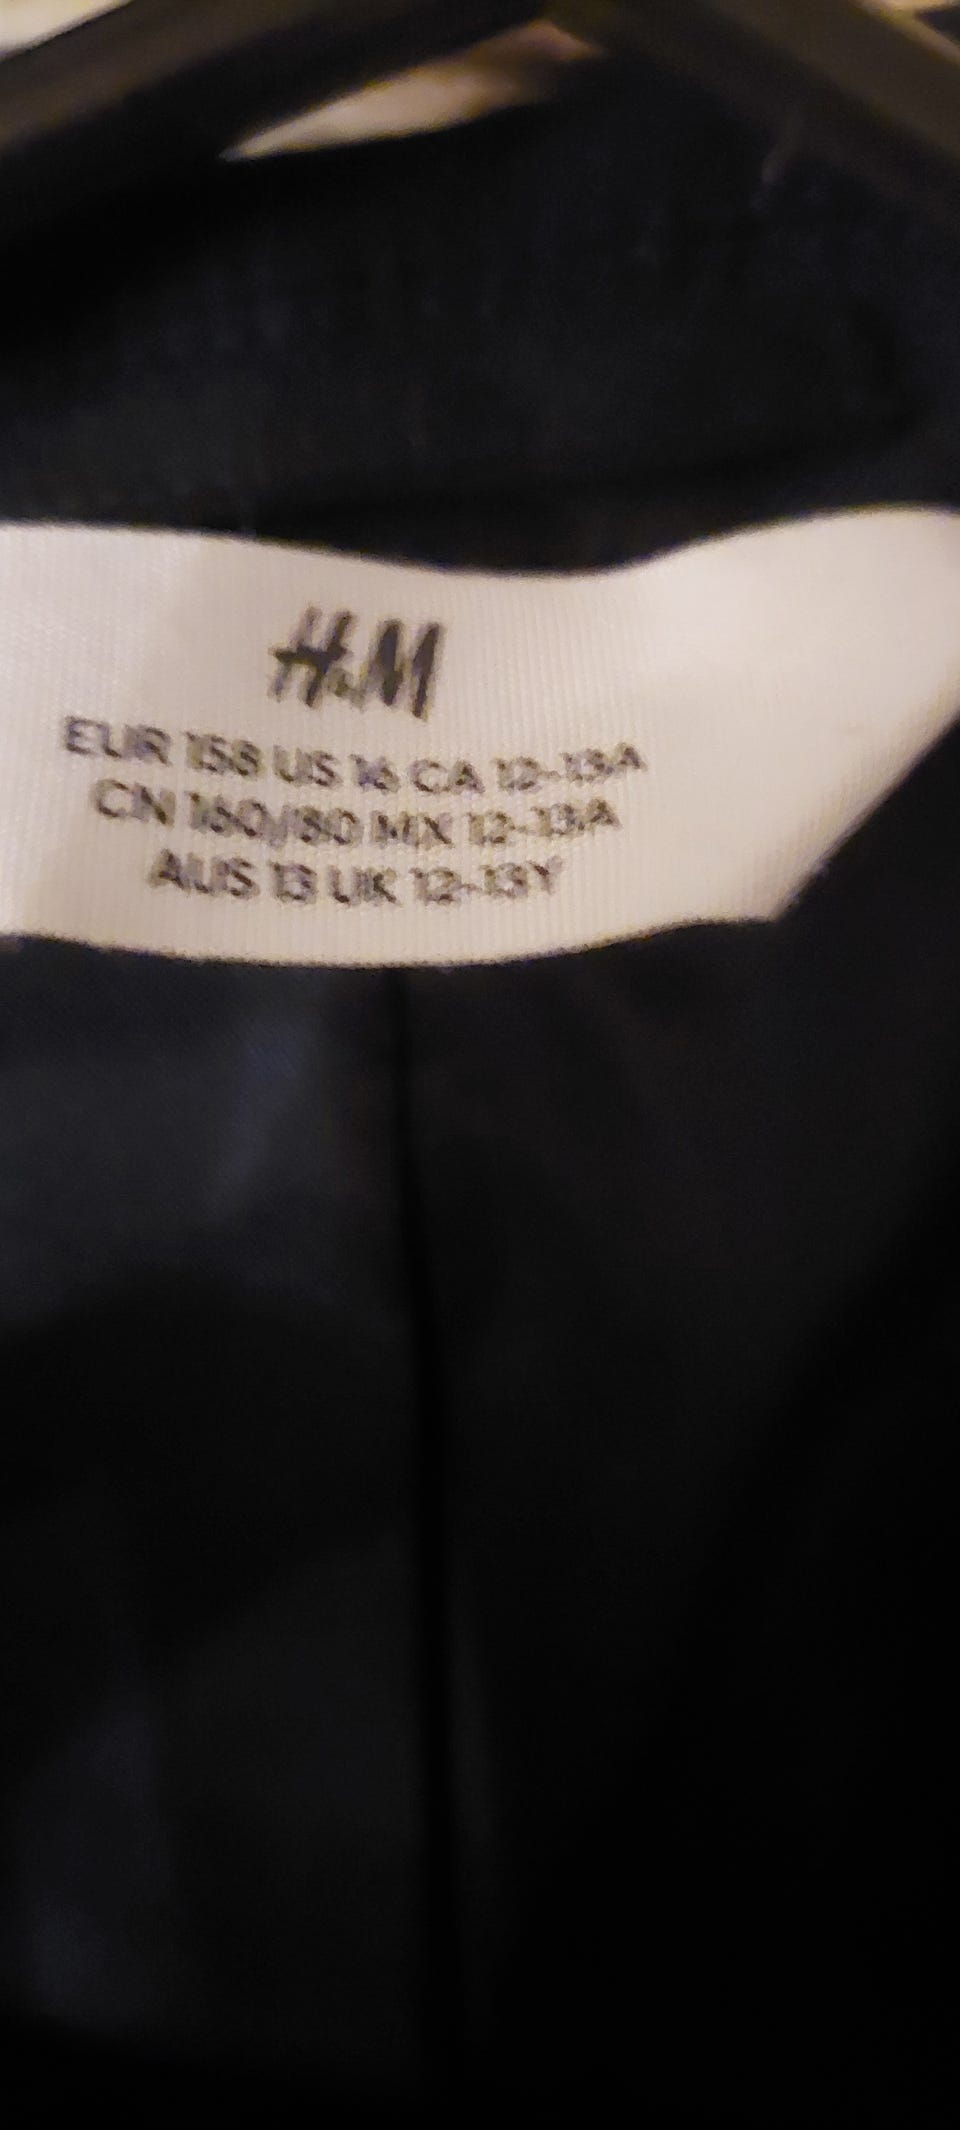 H&M
EUR 158 US 16 CA 12-13A
CN 160/80 MX 12-13A
AUS 13 UK 12-13Y